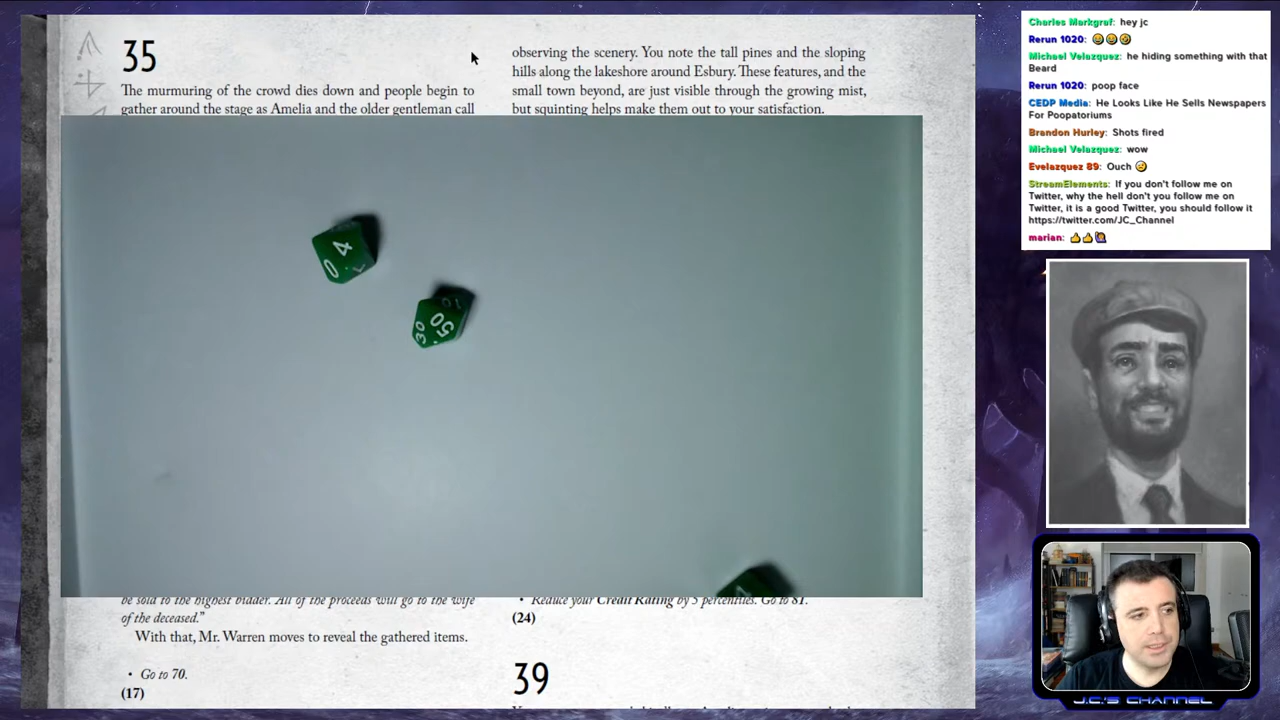 35
The murmuring of the crowd dies down and people begin to
gather around the stage as Amelia and the older gentleman call
observing the scenery. You note the tall pines and the sloping
hills along the lakeshore around Esbury. These features, and the
small town beyond, are just visible through the growing mist,
but squinting helps make them out to your satisfaction.
4
0
50
30
10
be sold to the highest bidder. All of the proceeds will go to the wife
of the deceased.”
With that, Mr. Warren moves to reveal the gathered items.
• Go to 70.
(17)
• Reduce your Credit Rating by 5 percentiles. Go to 81.
(24)
39
Charles Markgraf: hey jc
Rerun 1020: 😂😂🤣
Michael Velazquez: he hiding something with that
Beard
Rerun 1020: poop face
CEDP Media: He Looks Like He Sells Newspapers
For Poopatoriums
Brandon Hurley: Shots fired
Michael Velazquez: wow
Evelazquez 89: Ouch 😥
StreamElements: If you don't follow me on
Twitter, why the hell don't you follow me on
Twitter, it is a good Twitter, you should follow it
https://twitter.com/JC_Channel
marian: 👍👍🙋
J.C.'S CHANNEL